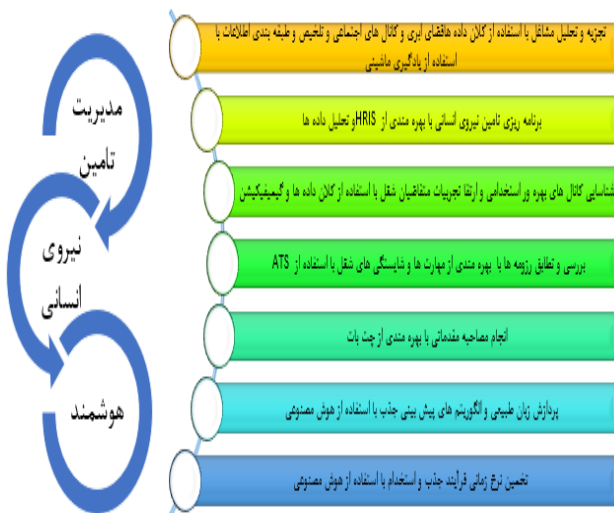 مدیریت
تامین
نیروی
انسانی
هوشمند
تجزیه و تحلیل مشاغل با استفاده از کلان داده هافضای ابری و کانال های اجتماعی و تلخیص و طبقه بندی اطلاعات با
استفاده از یادگیری ماشینی
برنامه ریزی تامین نیروی انسانی با بهره مندی از HRISو تحلیل داده ها
شناسایی کانال های بهره ور استخدامی و ارتقا تجربیات متقاضیان شغل با استفاده از کلان داده ها و گیمیفیکیشن
بررسی و تطابق رزومه ها با بهره مندی از مهارت ها و شایستگی های شغل با استفاده از ATS
انجام مصاحبه مقدماتی با بهره مندی از چت بات
پردازش زبان طبیعی و الگوریتم های پیش بینی جذب با استفاده از هوش مصنوعی
تخمین نرخ زمانی فرآیند جذب و استخدام با استفاده از هوش مصنوعی